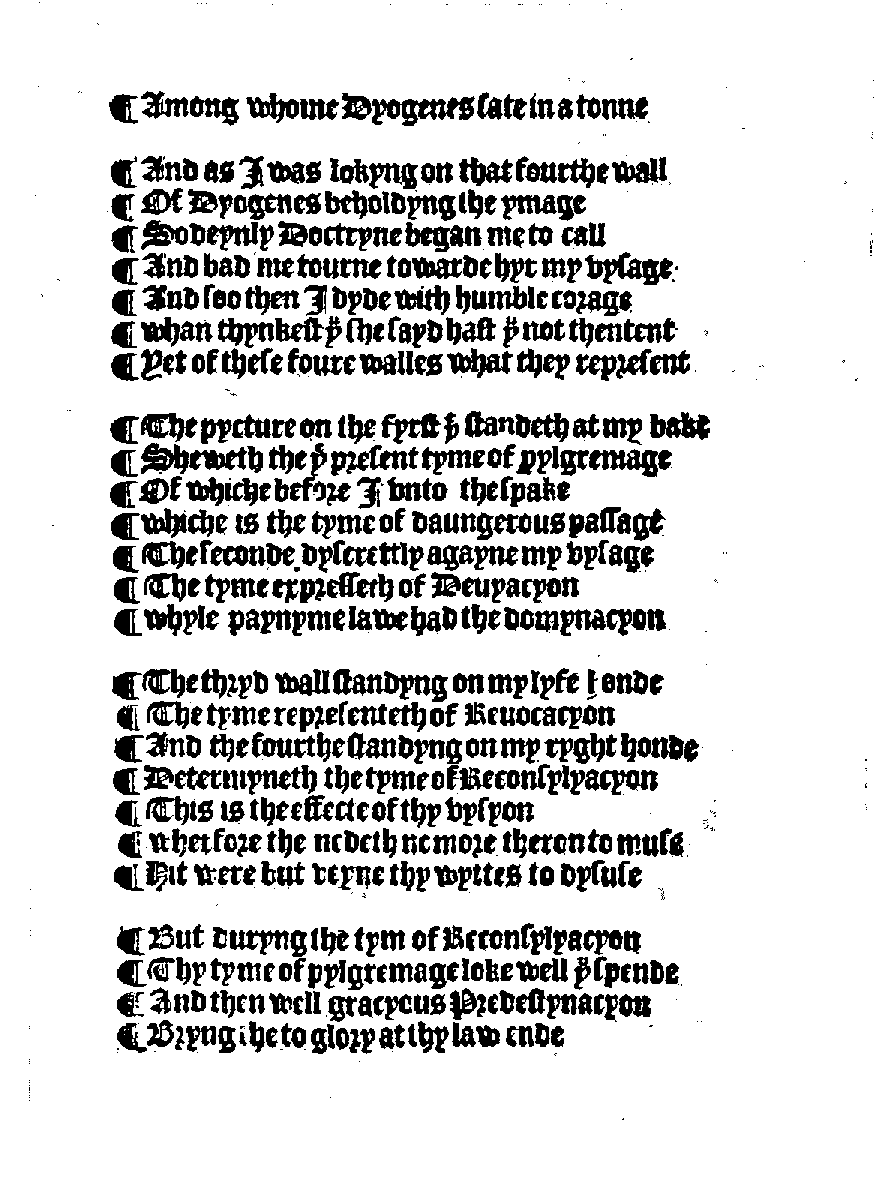 ¶ Among whome Dyogenes sate in a tonne
¶ And as I was lokyng on that fourthe wall
¶ Of Dyogenes beholdyng the ymage
¶ Sodeynly Doctryne began me to call
¶ And bad me tourne towarde hyr my vysage
¶ And soo then I dyde with humble corage
¶ whan thynkest yͭ she sayd hast yͧ not thentent
¶ Yet of these foure walles what they represent
¶ The pycture on the fyrst yͭ standeth at my bake
¶ Sheweth the yͤ present tyme of pylgremage
¶ Of whiche before I vnto the spake
¶ whiche is the tyme of daungerous passage
¶ The seconde dyscrettly agayne my vysage
¶ The tyme expresseth of Deuyacyon
¶ whyle paynyme lawe had the domynacyon
¶ The thryd wall standyng on my lyfe honde
¶ The tyme representeth of Reuocacyon
¶ And the fourthe standyng on my ryght honde
¶ Determyneth the tyme of Reconsylyacyon
¶ This is the effecte of thy vysyon
¶ wherfore the nedeth ne more theron to muse
¶ Hit were but veyne thy wyttes to dysuse
¶ But duryng the tym of Reconsylyacyon
¶ Thy tyme of pylgremage loke well yͧ spende
¶ And then well gracyous Predestynacyon
¶ Bryng the to glory at thy law ende